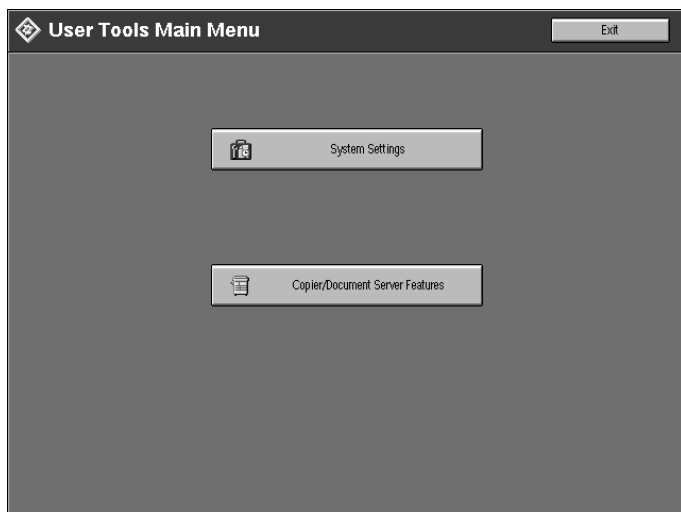 User Tools Main Menu
Exit
System Settings
Copier/Document Server Features